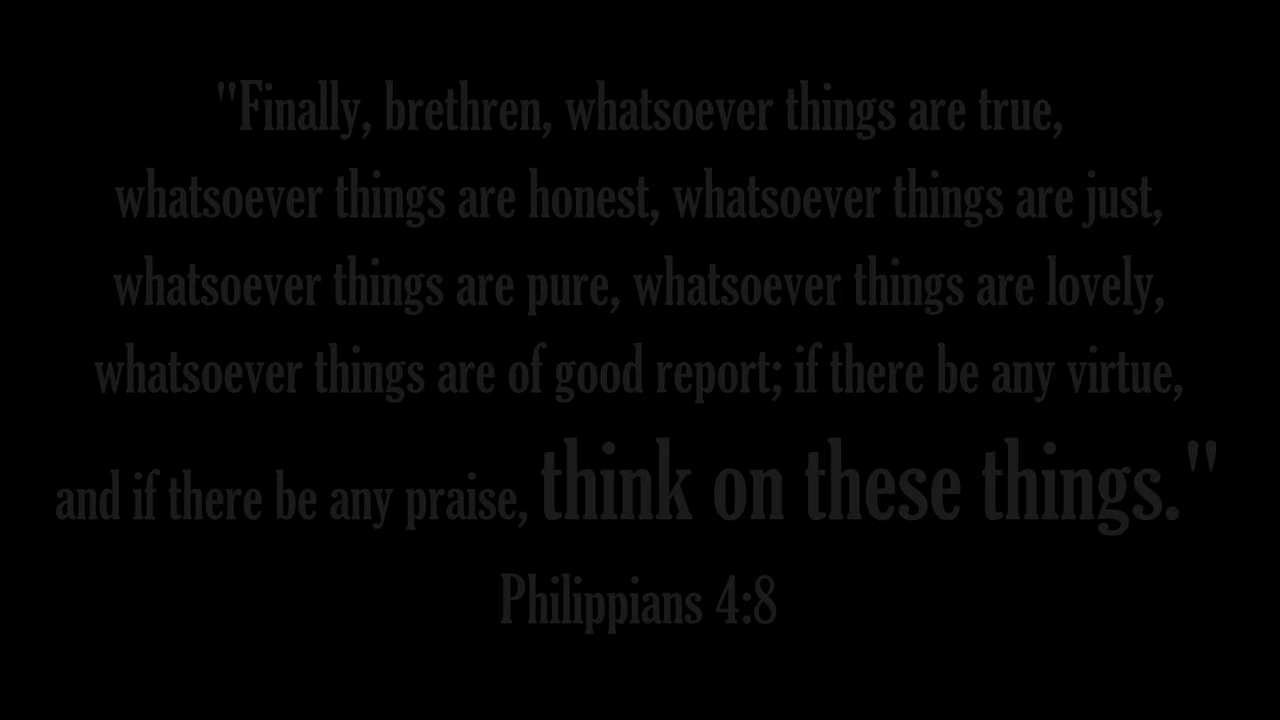 "Finally, brethren, whatsoever things are true,
whatsoever things are honest, whatsoever things are just,
whatsoever things are pure, whatsoever things are lovely,
whatsoever things are of good report; if there be any virtue,
and if there be any praise, think on these things."
Philippians 4:8